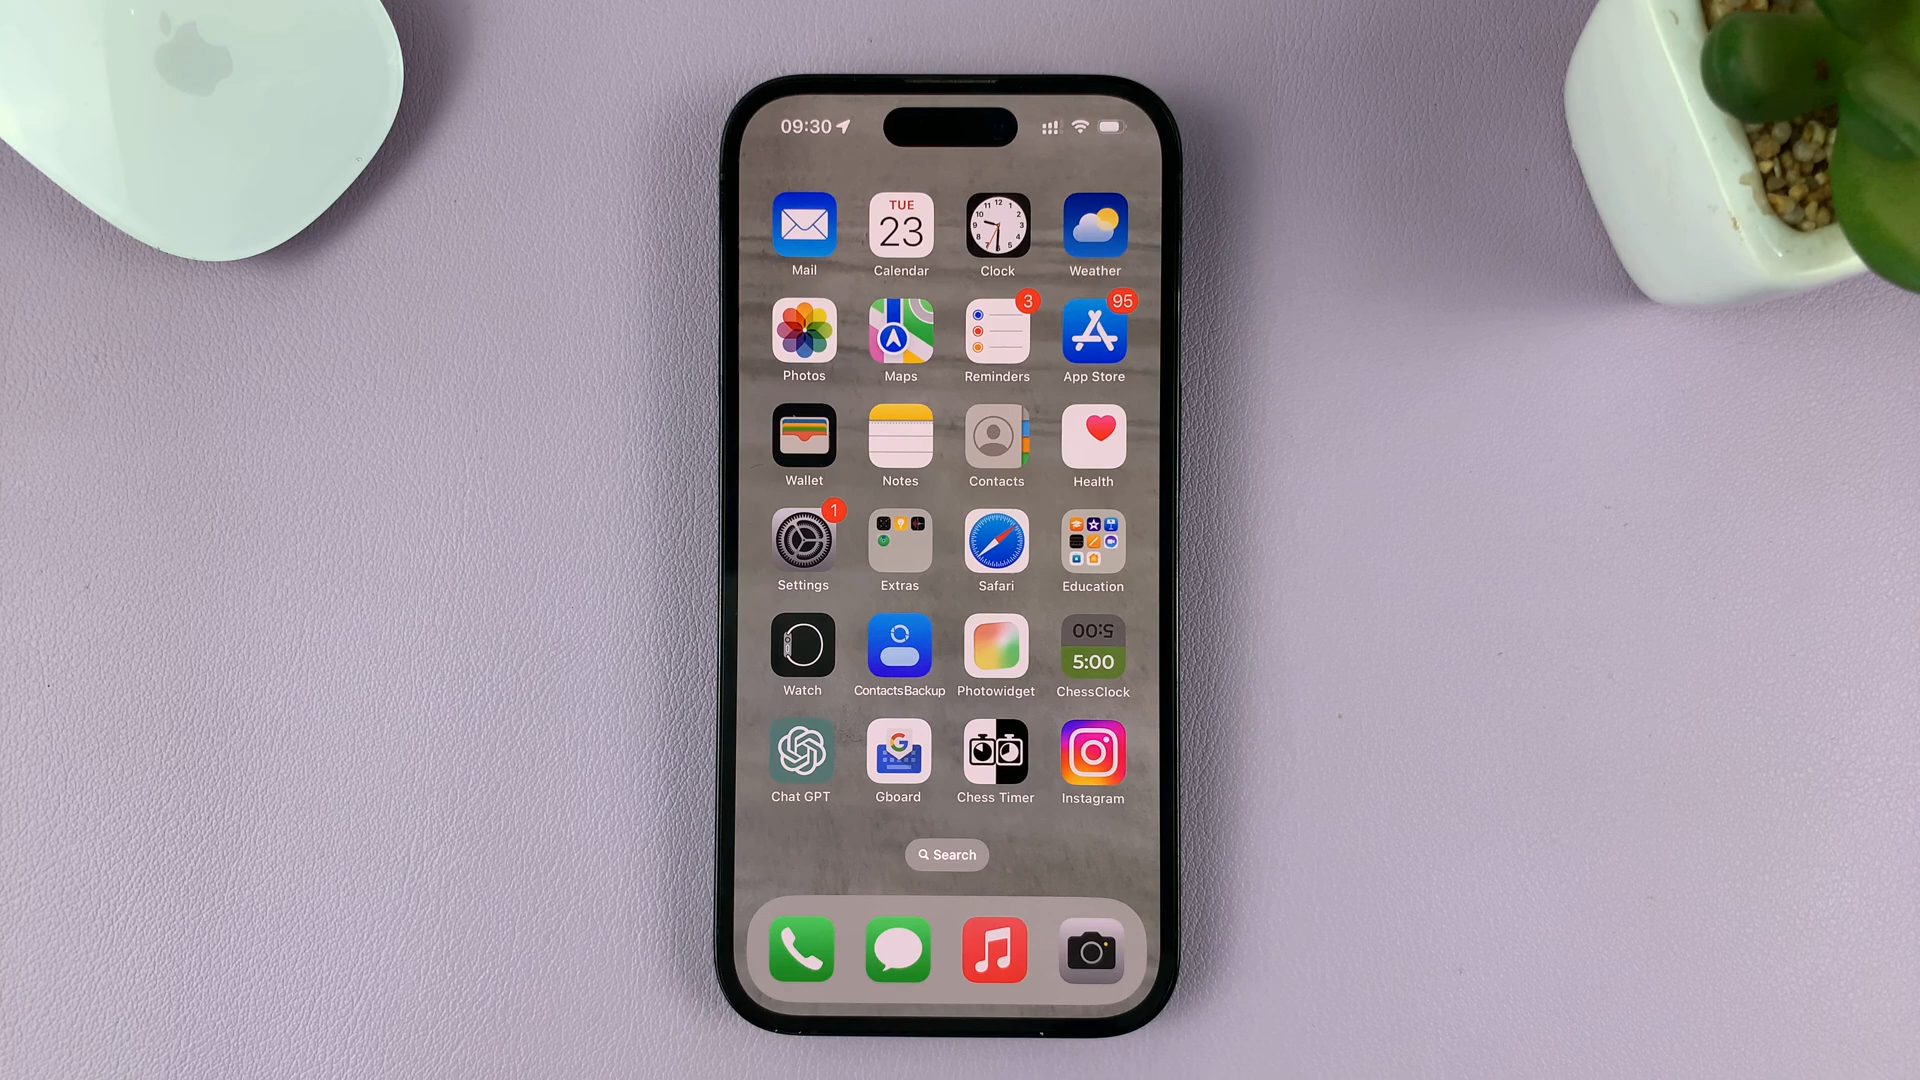 09:30
TUE
23
12
Mail Calendar Clock Weather
3 95
Photos Maps Reminders App Store
Wallet Notes Contacts Health
1
Settings Extras Safari Education
5:00
5:00
Watch ContactsBackup Photowidget ChessClock
G
Chat GPT Gboard Chess Timer Instagram
Search